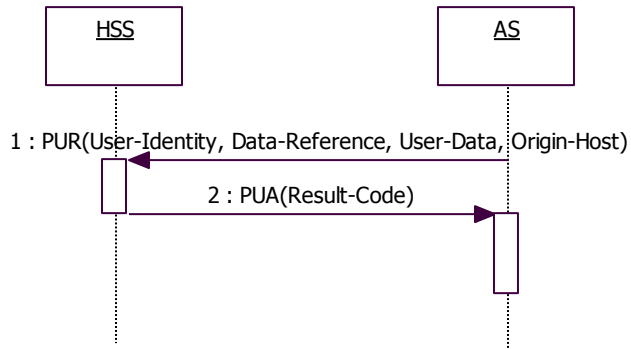 HSS
AS
1 : PUR(User-Identity, Data-Reference, User-Data, Origin-Host)
2 : PUA(Result-Code)